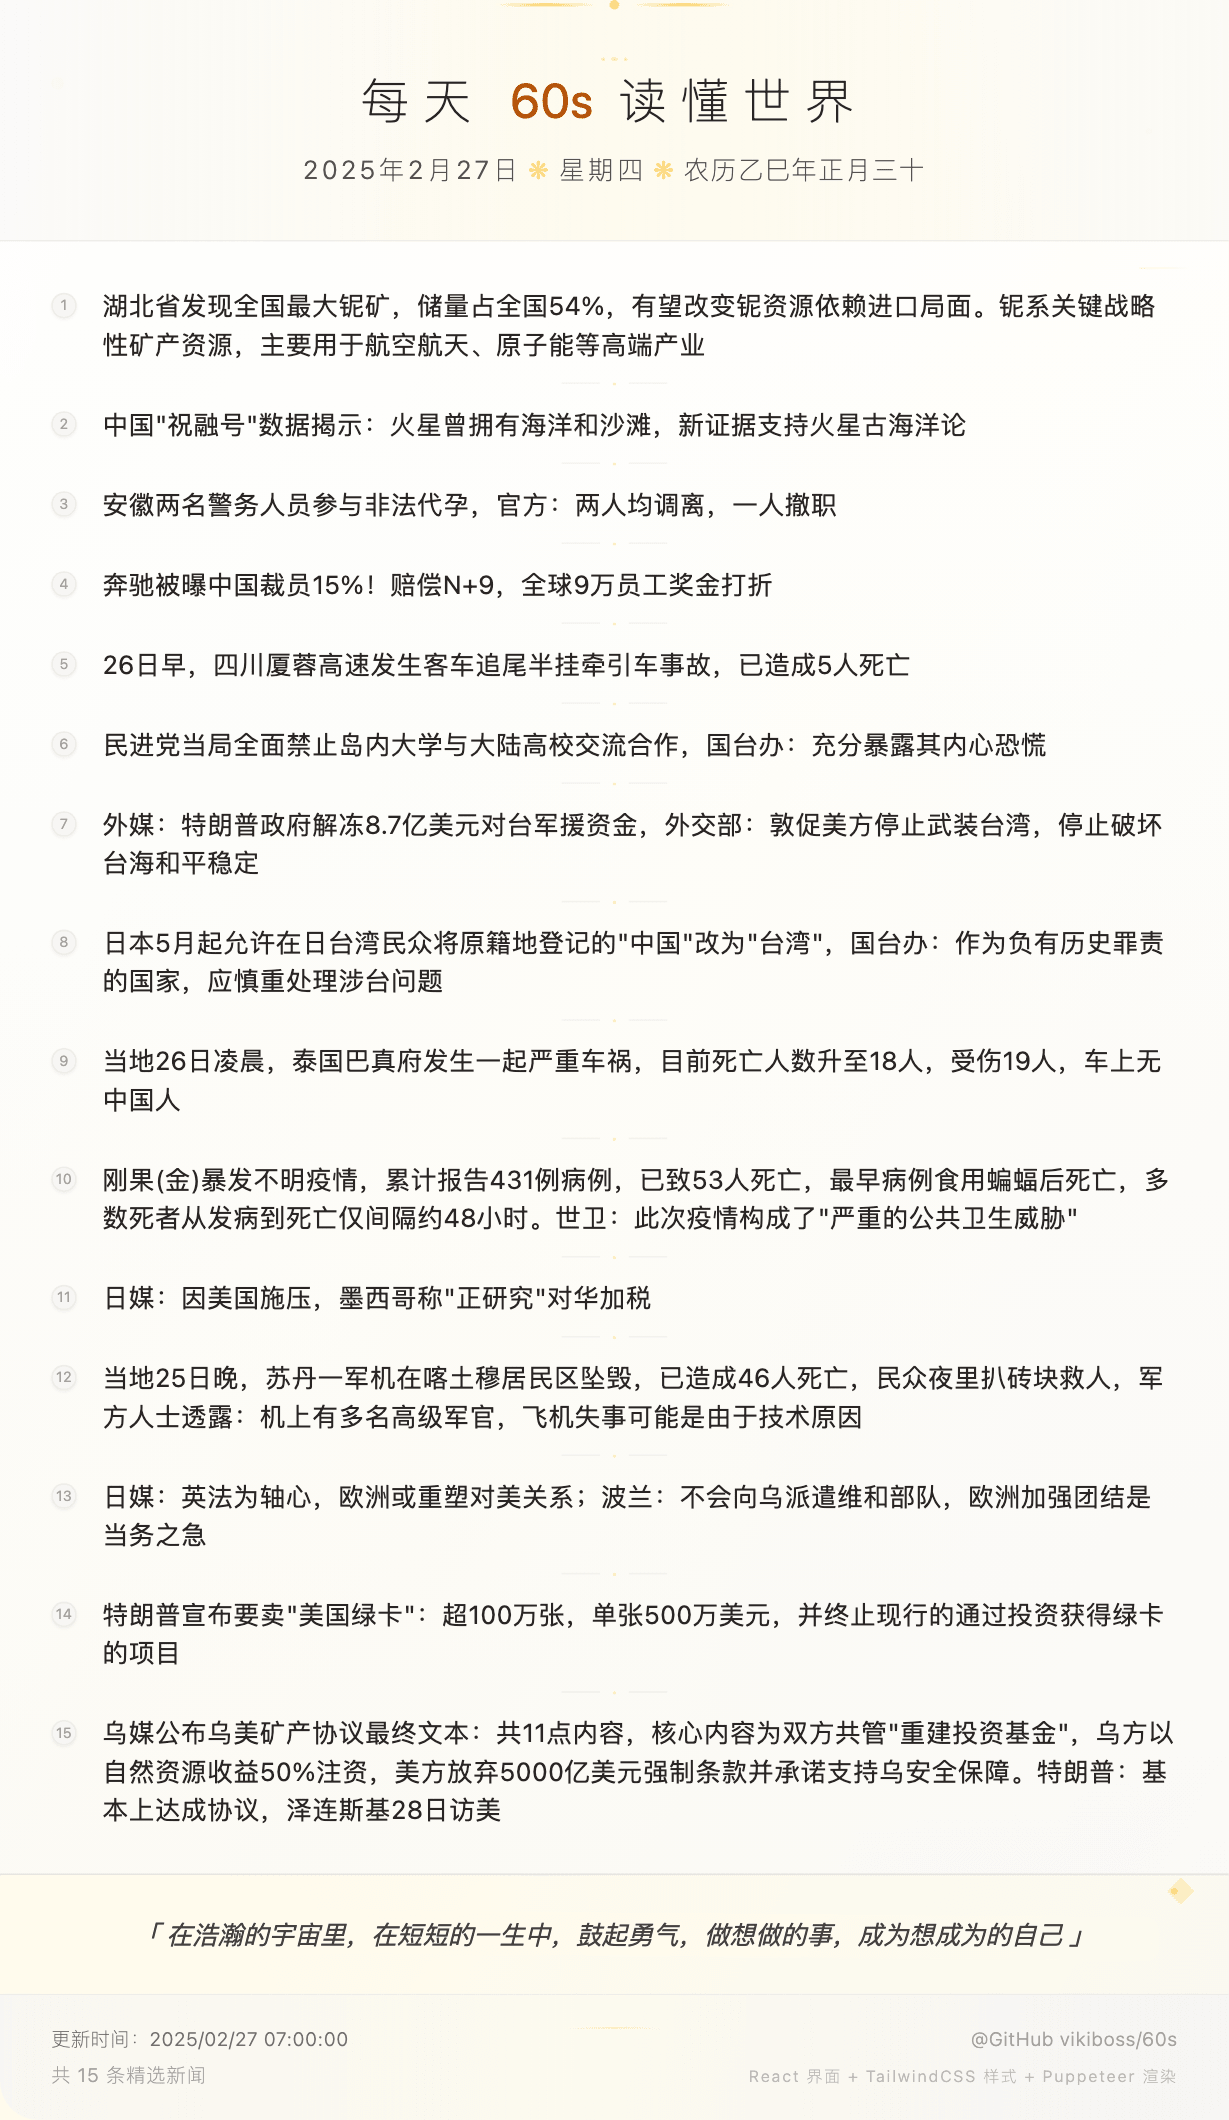 每天 60s 读懂世界
2025年2月27日 ❋ 星期四 ❋ 农历乙巳年正月三十
1 湖北省发现全国最大铌矿，储量占全国54%，有望改变铌资源依赖进口局面。铌系关键战略
性矿产资源，主要用于航空航天、原子能等高端产业
2 中国"祝融号"数据揭示：火星曾拥有海洋和沙滩，新证据支持火星古海洋论
3 安徽两名警务人员参与非法代孕，官方：两人均调离，一人撤职
4 奔驰被曝中国裁员15%！赔偿N+9，全球9万员工奖金打折
5 26日早，四川厦蓉高速发生客车追尾半挂牵引车事故，已造成5人死亡
6 民进党当局全面禁止岛内大学与大陆高校交流合作，国台办：充分暴露其内心恐慌
7 外媒：特朗普政府解冻8.7亿美元对台军援资金，外交部：敦促美方停止武装台湾，停止破坏
台海和平稳定
8 日本5月起允许在日台湾民众将原籍地登记的"中国"改为"台湾"，国台办：作为负有历史罪责
的国家，应慎重处理涉台问题
9 当地26日凌晨，泰国巴真府发生一起严重车祸，目前死亡人数升至18人，受伤19人，车上无
中国人
10 刚果(金)暴发不明疫情，累计报告431例病例，已致53人死亡，最早病例食用蝙蝠后死亡，多
数死者从发病到死亡仅间隔约48小时。世卫：此次疫情构成了"严重的公共卫生威胁"
11 日媒：因美国施压，墨西哥称"正研究"对华加税
12 当地25日晚，苏丹一军机在喀土穆居民区坠毁，已造成46人死亡，民众夜里扒砖块救人，军
方人士透露：机上有多名高级军官，飞机失事可能是由于技术原因
13 日媒：英法为轴心，欧洲或重塑对美关系；波兰：不会向乌派遣维和部队，欧洲加强团结是
当务之急
14 特朗普宣布要卖"美国绿卡"：超100万张，单张500万美元，并终止现行的通过投资获得绿卡
的项目
15 乌媒公布乌美矿产协议最终文本：共11点内容，核心内容为双方共管"重建投资基金"，乌方以
自然资源收益50%注资，美方放弃5000亿美元强制条款并承诺支持乌安全保障。特朗普：基
本上达成协议，泽连斯基28日访美
「 在浩瀚的宇宙里，在短短的一生中，鼓起勇气，做想做的事，成为想成为的自己 」
更新时间：2025/02/27 07:00:00
@GitHub vikiboss/60s
共 15 条精选新闻
React 界面 + TailwindCSS 样式 + Puppeteer 渲染